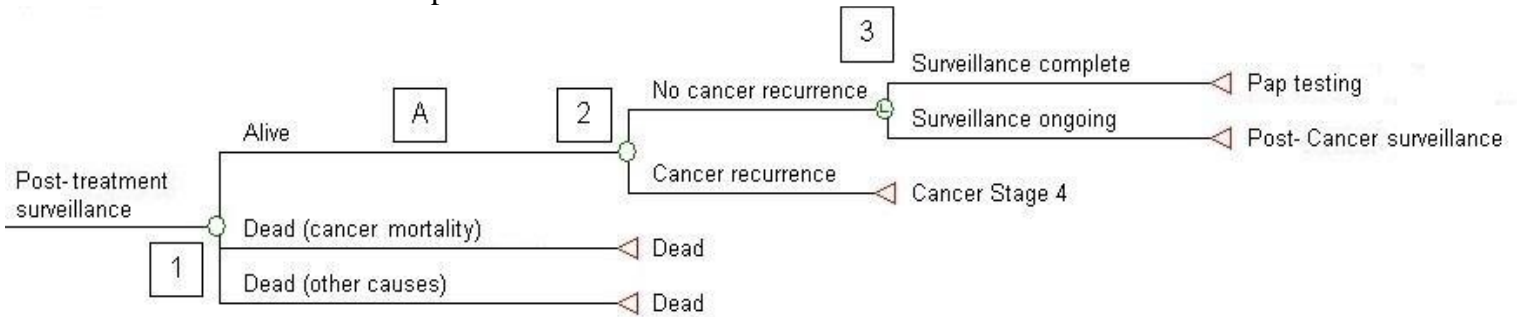 3
Surveillance complete
Pap testing
No cancer recurrence
A
2
Surveillance ongoing
Post- Cancer surveillance
Alive
Cancer recurrence
Cancer Stage 4
Post-treatment
surveillance
Dead (cancer mortality)
Dead
1
Dead (other causes)
Dead